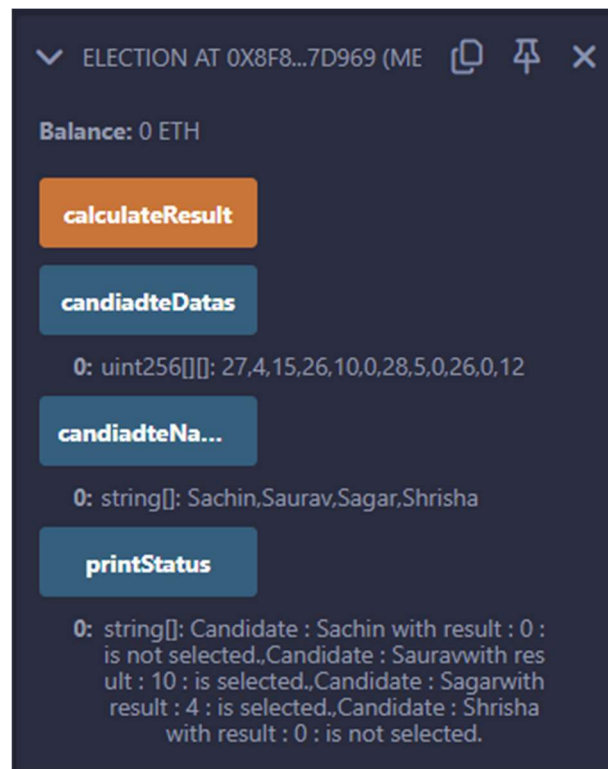 ELECTION AT 0X8F8...7D969 (ME
Balance: 0 ETH
calculateResult
candiadteDatas
0: uint256[][]: 27,4,15,26,10,0,28,5,0,26,0,12
candiadteNa...
0: string[]: Sachin,Saurav,Sagar,Shrisha
printStatus
0: string[]: Candidate : Sachin with result : 0 :
is not selected.,Candidate : Sauravwith res
ult : 10 : is selected.,Candidate : Sagarwith
result : 4 : is selected.,Candidate : Shrisha
with result : 0 : is not selected.